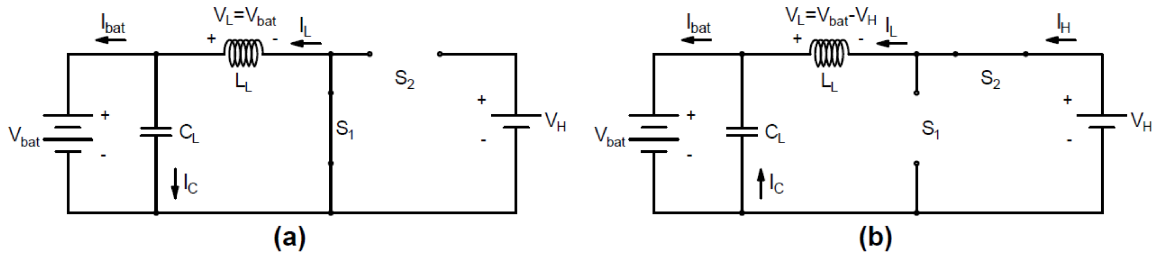 V_L=V_bat
I_bat
+ -
I_L
L_L
S_2
V_bat
+
-
C_L
S_1
+
-
V_H
I_C
(a)
V_L=V_bat-V_H
I_bat
+ -
I_L
I_H
L_L
S_2
V_bat
+
-
C_L
S_1
+
-
V_H
I_C
(b)